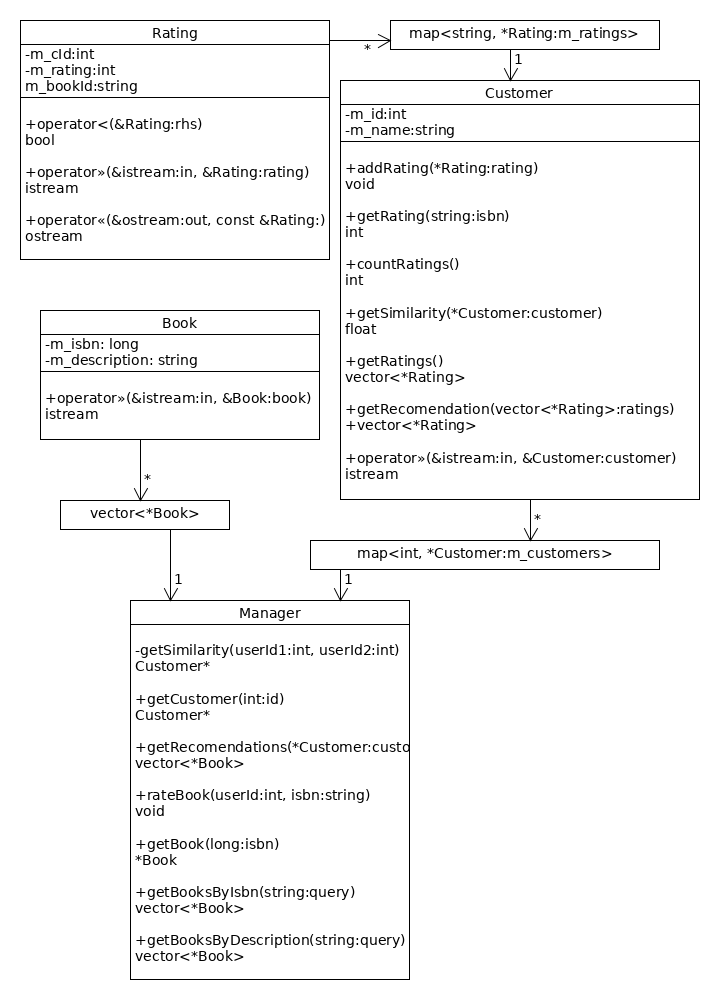 Rating
-m_cId:int
-m_rating:int
m_bookId:string
+operator<(&Rating:rhs)
bool
+operator»(&istream:in, &Rating:rating)
istream
+operator«(&ostream:out, const &Rating:)
ostream
*
map<string, *Rating:m_ratings>
1
Customer
-m_id:int
-m_name:string
+addRating(*Rating:rating)
void
+getRating(string:isbn)
int
+countRatings()
int
+getSimilarity(*Customer:customer)
float
+getRatings()
vector<*Rating>
+getRecomendation(vector<*Rating>:ratings)
+vector<*Rating>
+operator»(&istream:in, &Customer:customer)
istream
Book
-m_isbn: long
-m_description: string
+operator»(&istream:in, &Book:book)
istream
*
vector<*Book>
1
*
map<int, *Customer:m_customers>
1
Manager
-getSimilarity(userId1:int, userId2:int)
Customer*
+getCustomer(int:id)
Customer*
+getRecomendations(*Customer:custo
vector<*Book>
+rateBook(userId:int, isbn:string)
void
+getBook(long:isbn)
*Book
+getBooksByIsbn(string:query)
vector<*Book>
+getBooksByDescription(string:query)
vector<*Book>